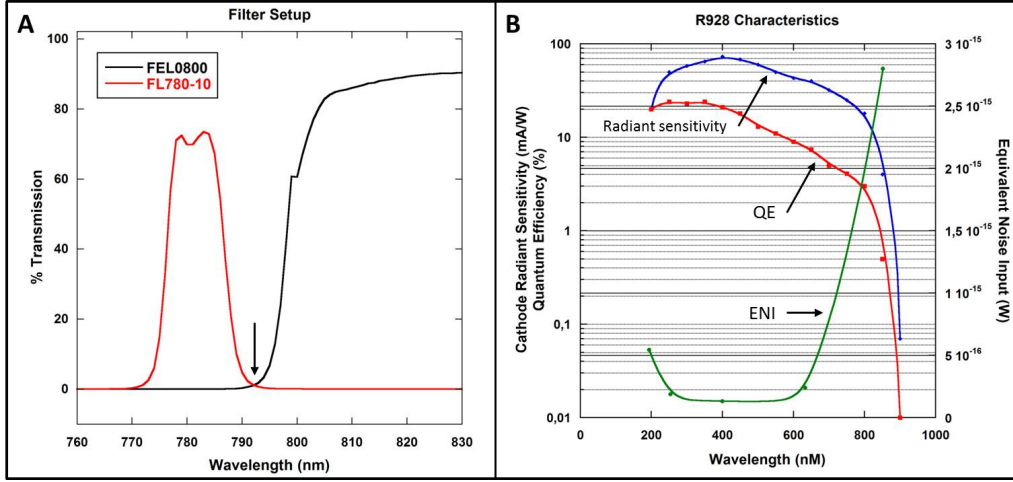 A
Filter Setup
FEL0800
FL780-10
100
80
60
40
20
0
% Transmission
760 770 780 790 800 810 820 830
Wavelength (nm)
B
R928 Characteristics
100
10
1
0,1
0,01
Cathode Radiant Sensitivity (mA/W)
Quantum Efficiency (%)
Radiant sensitivity
QE
ENI
3 10⁻¹⁵
2,5 10⁻¹⁵
2 10⁻¹⁵
1,5 10⁻¹⁵
1 10⁻¹⁵
5 10⁻¹⁶
0
Equivalent Noise
Input (W)
0 200 400 600 800 1000
Wavelength (nM)